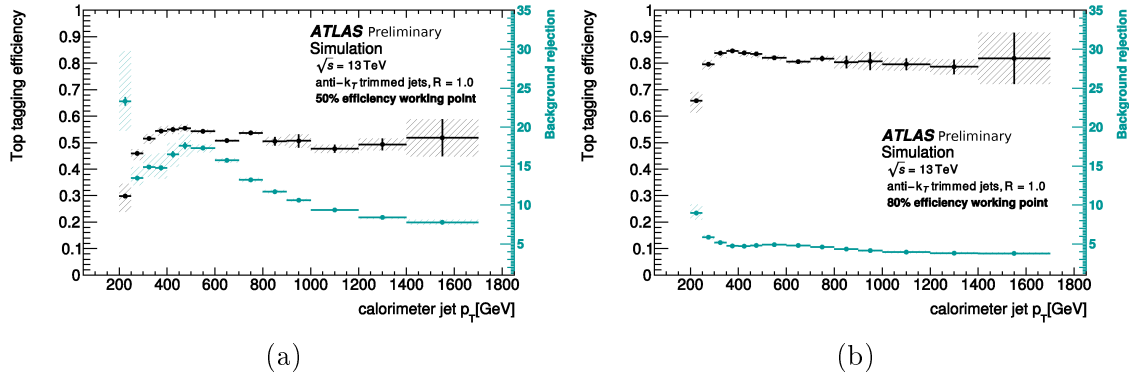 Top tagging efficiency
1
0.9
0.8
0.7
0.6
0.5
0.4
0.3
0.2
0.1
0
ATLAS Preliminary
Simulation
√s = 13 TeV
anti−k_T trimmed jets, R = 1.0
50% efficiency working point
35
30
25
20
15
10
5
Background rejection
200 400 600 800 1000 1200 1400 1600 1800
calorimeter jet p_T[GeV]
(a)
Top tagging efficiency
1
0.9
0.8
0.7
0.6
0.5
0.4
0.3
0.2
0.1
0
ATLAS Preliminary
Simulation
√s = 13 TeV
anti−k_T trimmed jets, R = 1.0
80% efficiency working point
35
30
25
20
15
10
5
Background rejection
200 400 600 800 1000 1200 1400 1600 1800
calorimeter jet p_T[GeV]
(b)